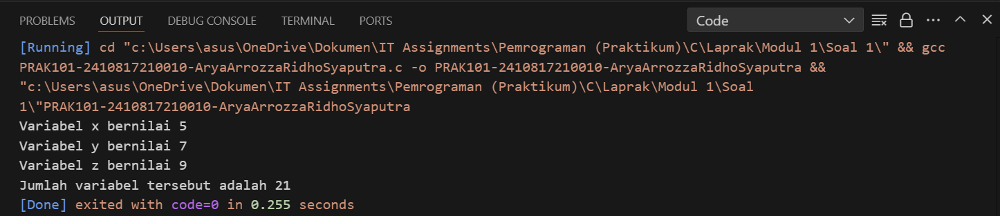 PROBLEMS OUTPUT DEBUG CONSOLE TERMINAL PORTS Code
[Running] cd "c:\Users\asus\OneDrive\Dokumen\IT Assignments\Pemrograman (Praktikum)\C\Laprak\Modul 1\Soal 1\" && gcc
PRAK101-2410817210010-AryaArrozzaRidhoSyaputra.c -o PRAK101-2410817210010-AryaArrozzaRidhoSyaputra &&
"c:\Users\asus\OneDrive\Dokumen\IT Assignments\Pemrograman (Praktikum)\C\Laprak\Modul 1\Soal
1\"PRAK101-2410817210010-AryaArrozzaRidhoSyaputra
Variabel x bernilai 5
Variabel y bernilai 7
Variabel z bernilai 9
Jumlah variabel tersebut adalah 21
[Done] exited with code=0 in 0.255 seconds